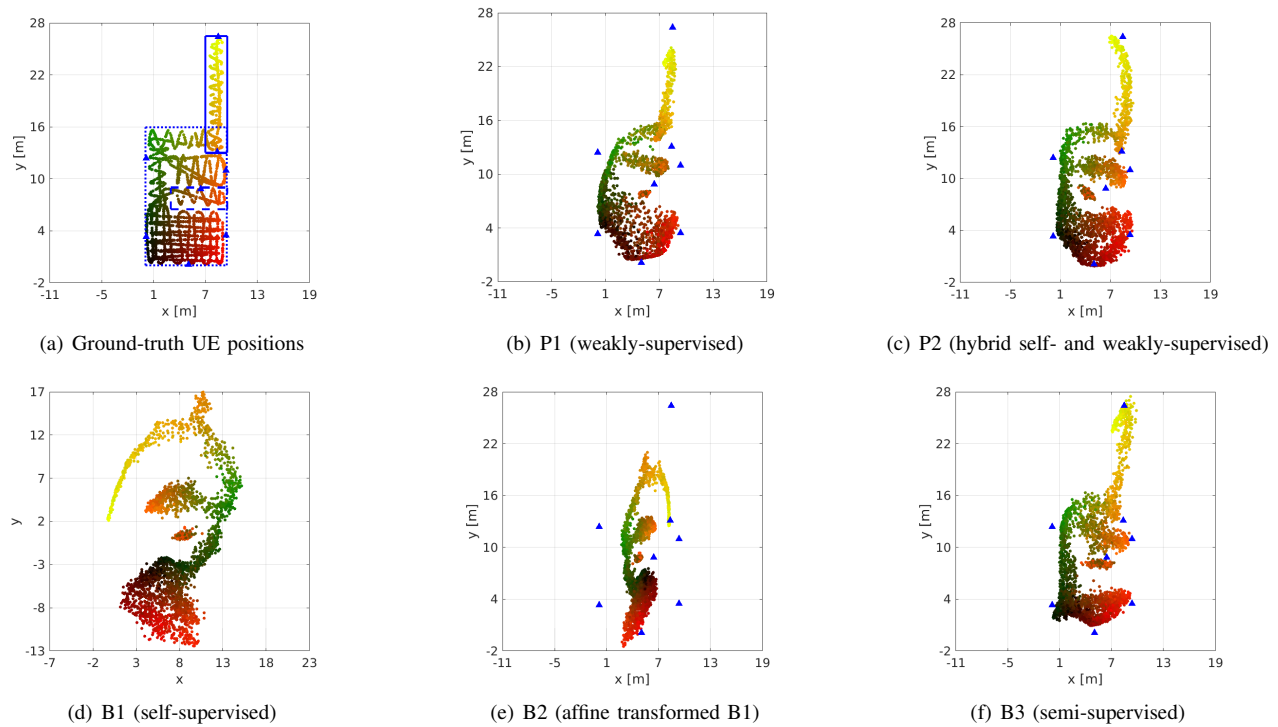 28
22
16
10
4
-2
y [m]
-11 -5 1 7 13 19
x [m]
(a) Ground-truth UE positions
28
22
16
10
4
-2
y [m]
-11 -5 1 7 13 19
x [m]
(b) P1 (weakly-supervised)
28
22
16
10
4
-2
y [m]
-11 -5 1 7 13 19
x [m]
(c) P2 (hybrid self- and weakly-supervised)
17
12
7
2
-3
-8
-13
y
-7 -2 3 8 13 18 23
x
(d) B1 (self-supervised)
28
22
16
10
4
-2
y [m]
-11 -5 1 7 13 19
x [m]
(e) B2 (affine transformed B1)
28
22
16
10
4
-2
y [m]
-11 -5 1 7 13 19
x [m]
(f) B3 (semi-supervised)